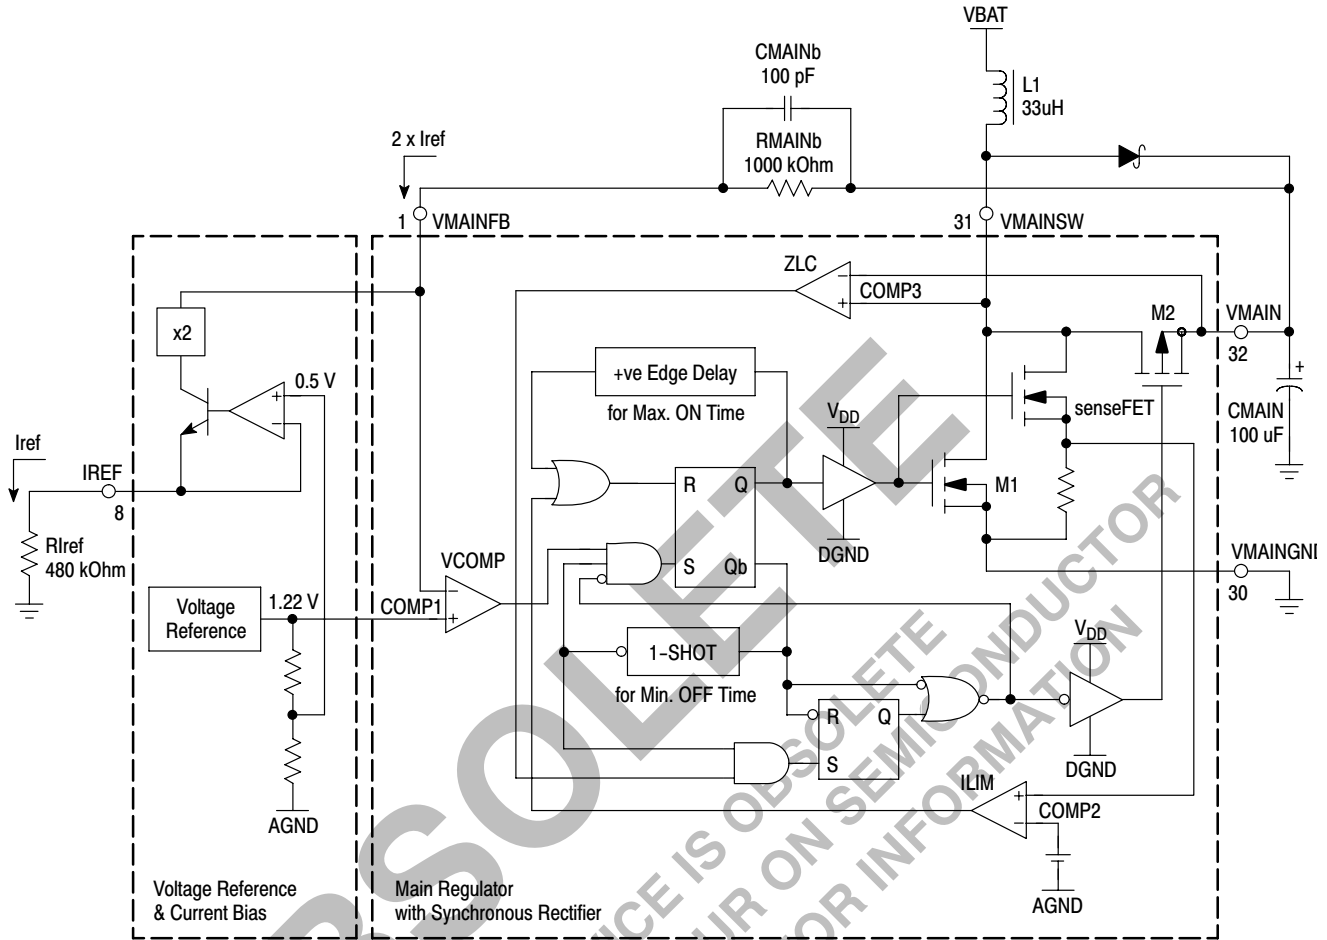 VBAT
CMAINb
100 pF
L1
33uH
2 x Iref
RMAINb
1000 kOhm
1
VMAINFB
31
VMAINSW
ZLC
COMP3
M2
VMAIN
32
x2
+ve Edge Delay
for Max. ON Time
0.5 V
VDD
senseFET
CMAIN
100 uF
Iref
IREF
8
R
Q
M1
RIref
480 kOhm
VCOMP
S
Qb
DGND
VMAINGND
30
Voltage
Reference
1.22 V
COMP1
1-SHOT
for Min. OFF Time
VDD
R
Q
S
DGND
ILIM
COMP2
AGND
AGND
Voltage Reference
& Current Bias
Main Regulator
with Synchronous Rectifier
OBSOLETE
DEVICE IS OBSOLETE
YOUR ON SEMICONDUCTOR
FOR INFORMATION